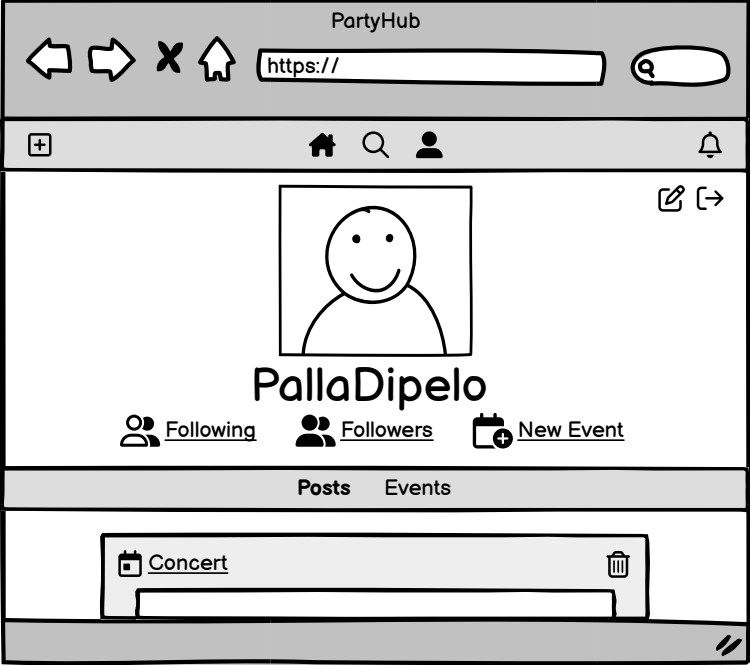 PartyHub
https://
PallaDipelo
Following Followers New Event
Posts Events
Concert